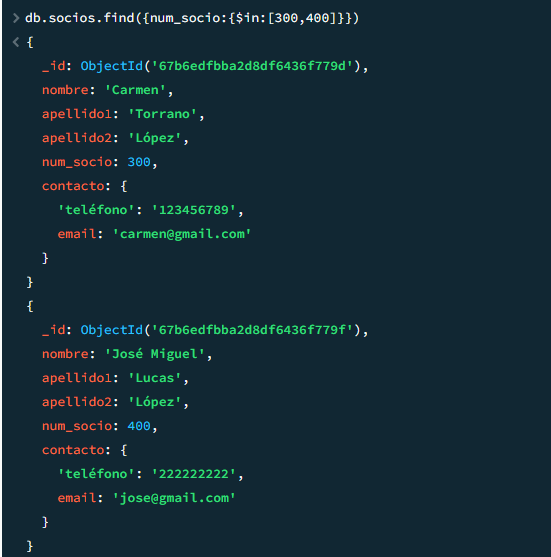 > db.socios.find({num_socio:{$in:[300,400]}})
< {
_id: ObjectId('67b6edfbba2d8df6436f779d'),
nombre: 'Carmen',
apellido1: 'Torrano',
apellido2: 'López',
num_socio: 300,
contacto: {
'teléfono': '123456789',
email: 'carmen@gmail.com'
}
}
{
_id: ObjectId('67b6edfbba2d8df6436f779f'),
nombre: 'José Miguel',
apellido1: 'Lucas',
apellido2: 'López',
num_socio: 400,
contacto: {
'teléfono': '222222222',
email: 'jose@gmail.com'
}
}